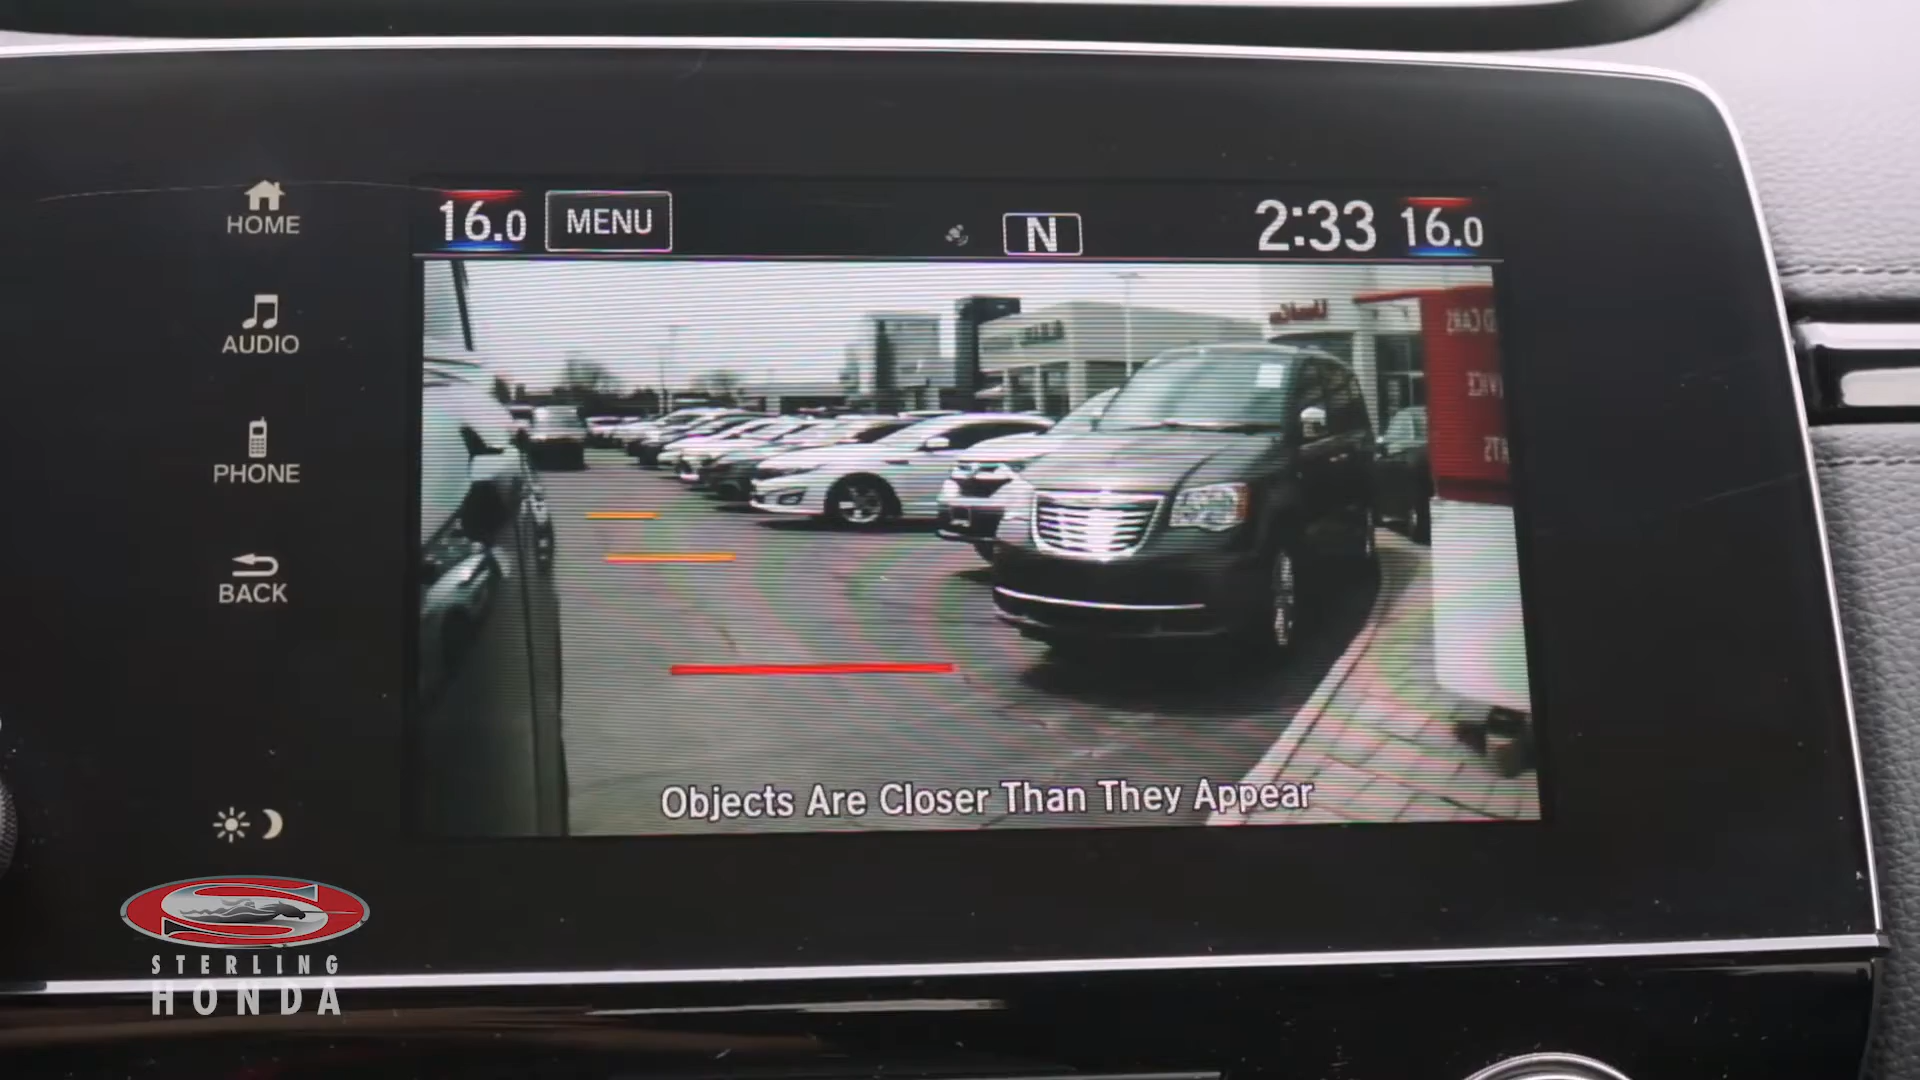 HOME
AUDIO
PHONE
BACK
16.0 MENU N 2:33 16.0
Objects Are Closer Than They Appear
STERLING
HONDA